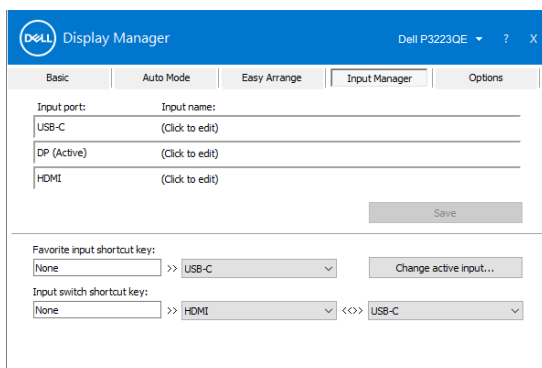 DELL Display Manager Dell P3223QE ? X
Basic Auto Mode Easy Arrange Input Manager Options
Input port: Input name:
USB-C (Click to edit)
DP (Active) (Click to edit)
HDMI (Click to edit)
Save
Favorite input shortcut key:
None >> USB-C Change active input...
Input switch shortcut key:
None >> HDMI <<>> USB-C